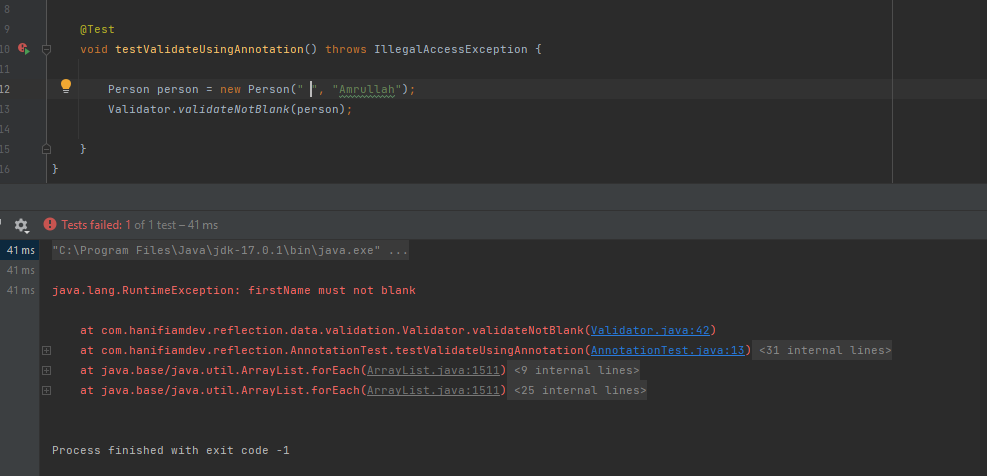 8
9 @Test
10 void testValidateUsingAnnotation() throws IllegalAccessException {
11
12 Person person = new Person(" ", "Amrullah");
13 Validator.validateNotBlank(person);
14
15 }
16 }
Tests failed: 1 of 1 test – 41 ms
41 ms "C:\Program Files\Java\jdk-17.0.1\bin\java.exe" ...
41 ms
41 ms java.lang.RuntimeException: firstName must not blank
at com.hanifiamdev.reflection.data.validation.Validator.validateNotBlank(Validator.java:42)
at com.hanifiamdev.reflection.AnnotationTest.testValidateUsingAnnotation(AnnotationTest.java:13) <31 internal lines>
at java.base/java.util.ArrayList.forEach(ArrayList.java:1511) <9 internal lines>
at java.base/java.util.ArrayList.forEach(ArrayList.java:1511) <25 internal lines>
Process finished with exit code -1